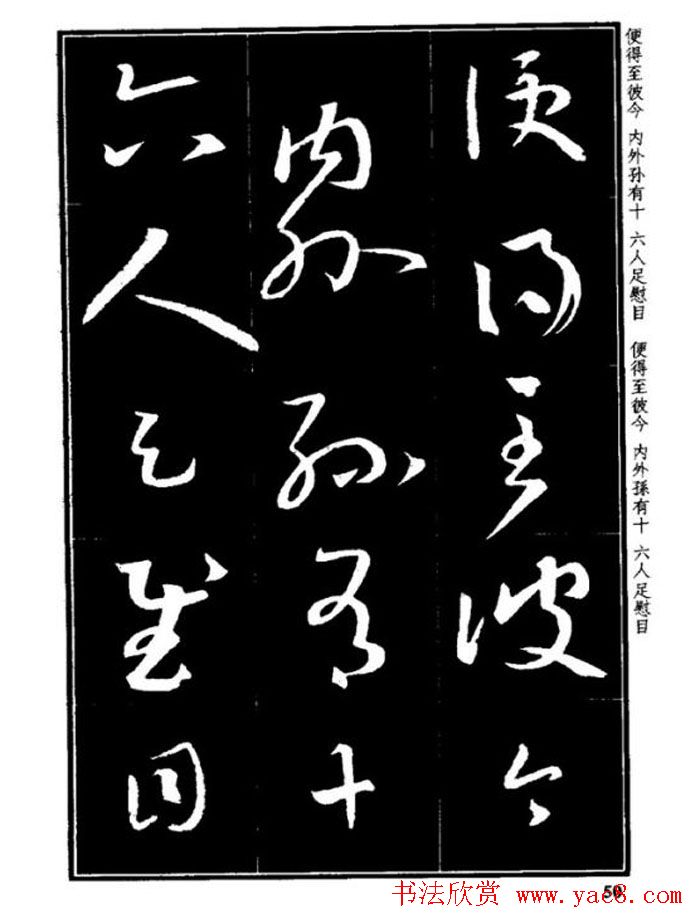 便得至彼今
内外孙有十
六人足慰目
便得至彼今 内外孙有十 六人足慰目
便得至彼今 内外孫有十 六人足慰目
50
书法欣赏 www.yac8.com